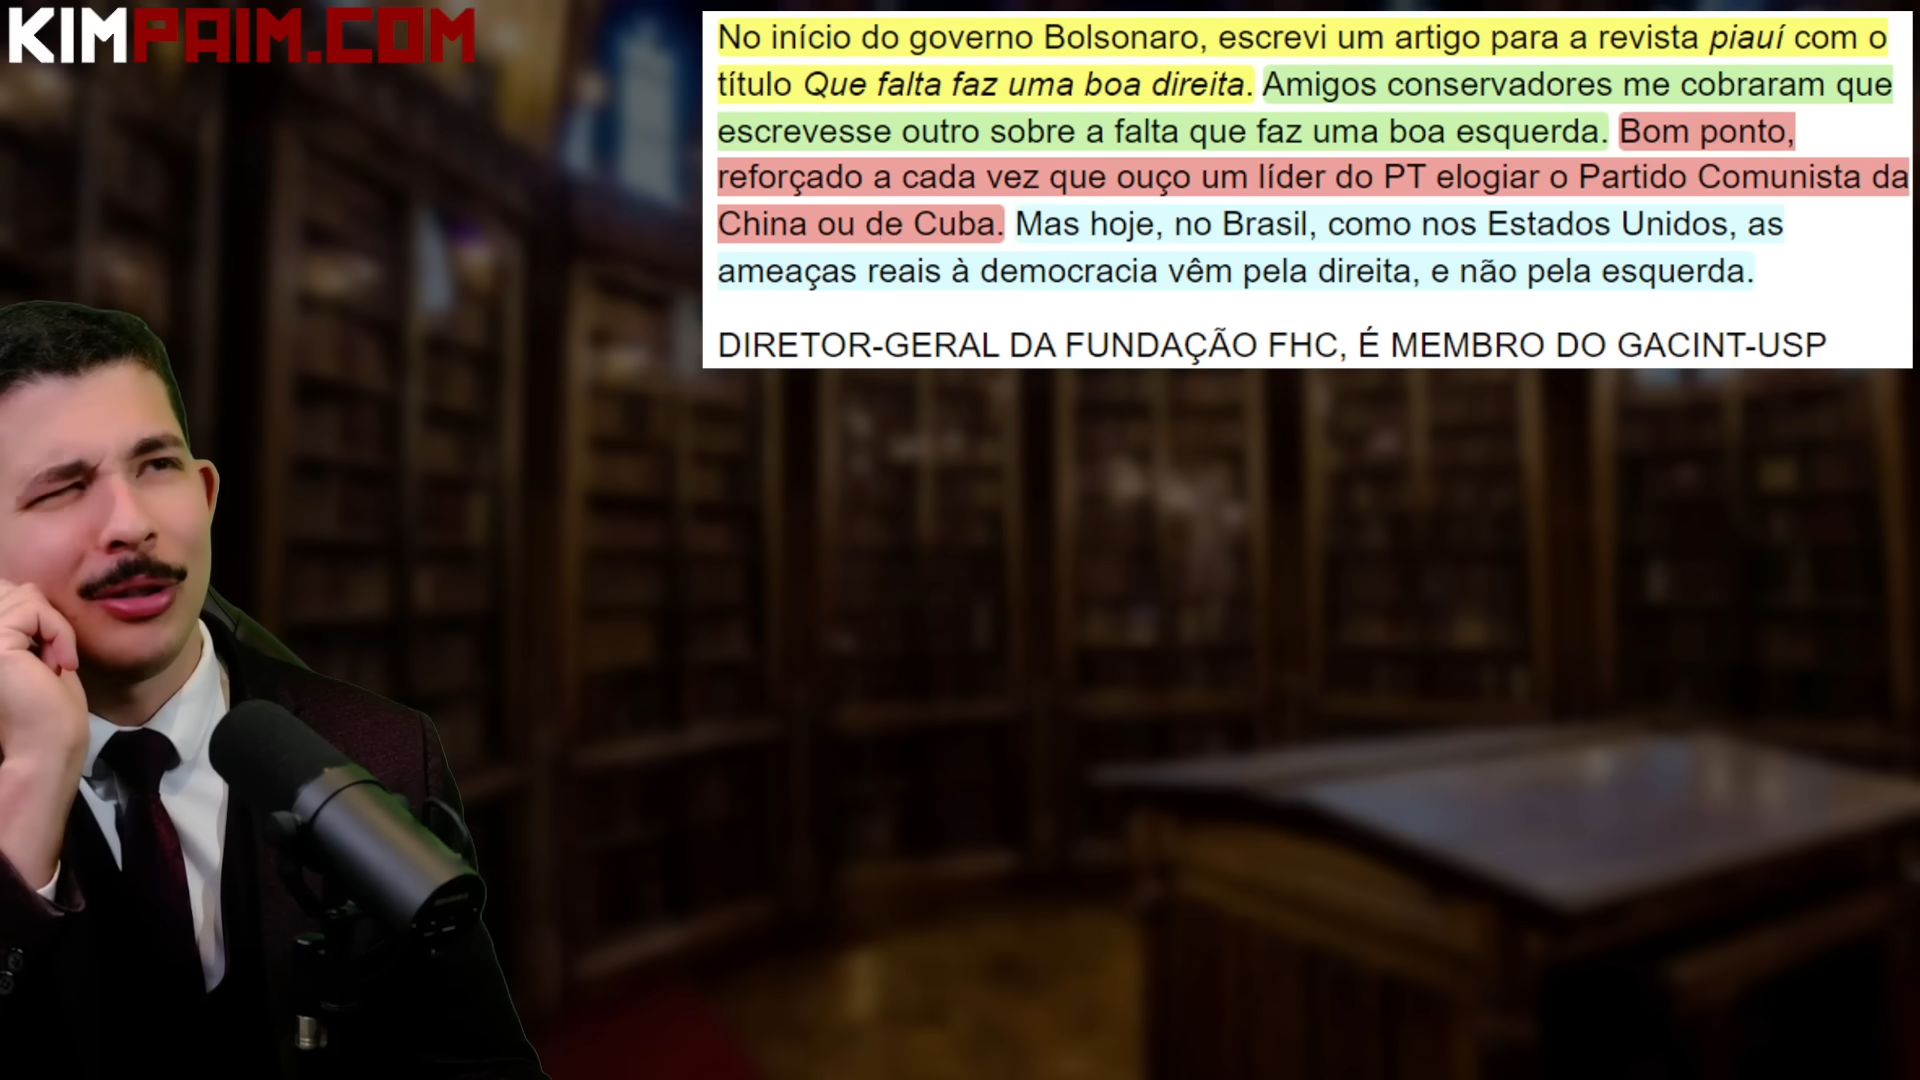 KIMPAIM.COM
No início do governo Bolsonaro, escrevi um artigo para a revista piauí com o
título Que falta faz uma boa direita. Amigos conservadores me cobraram que
escrevesse outro sobre a falta que faz uma boa esquerda. Bom ponto,
reforçado a cada vez que ouço um líder do PT elogiar o Partido Comunista da
China ou de Cuba. Mas hoje, no Brasil, como nos Estados Unidos, as
ameaças reais à democracia vêm pela direita, e não pela esquerda.
DIRETOR-GERAL DA FUNDAÇÃO FHC, É MEMBRO DO GACINT-USP